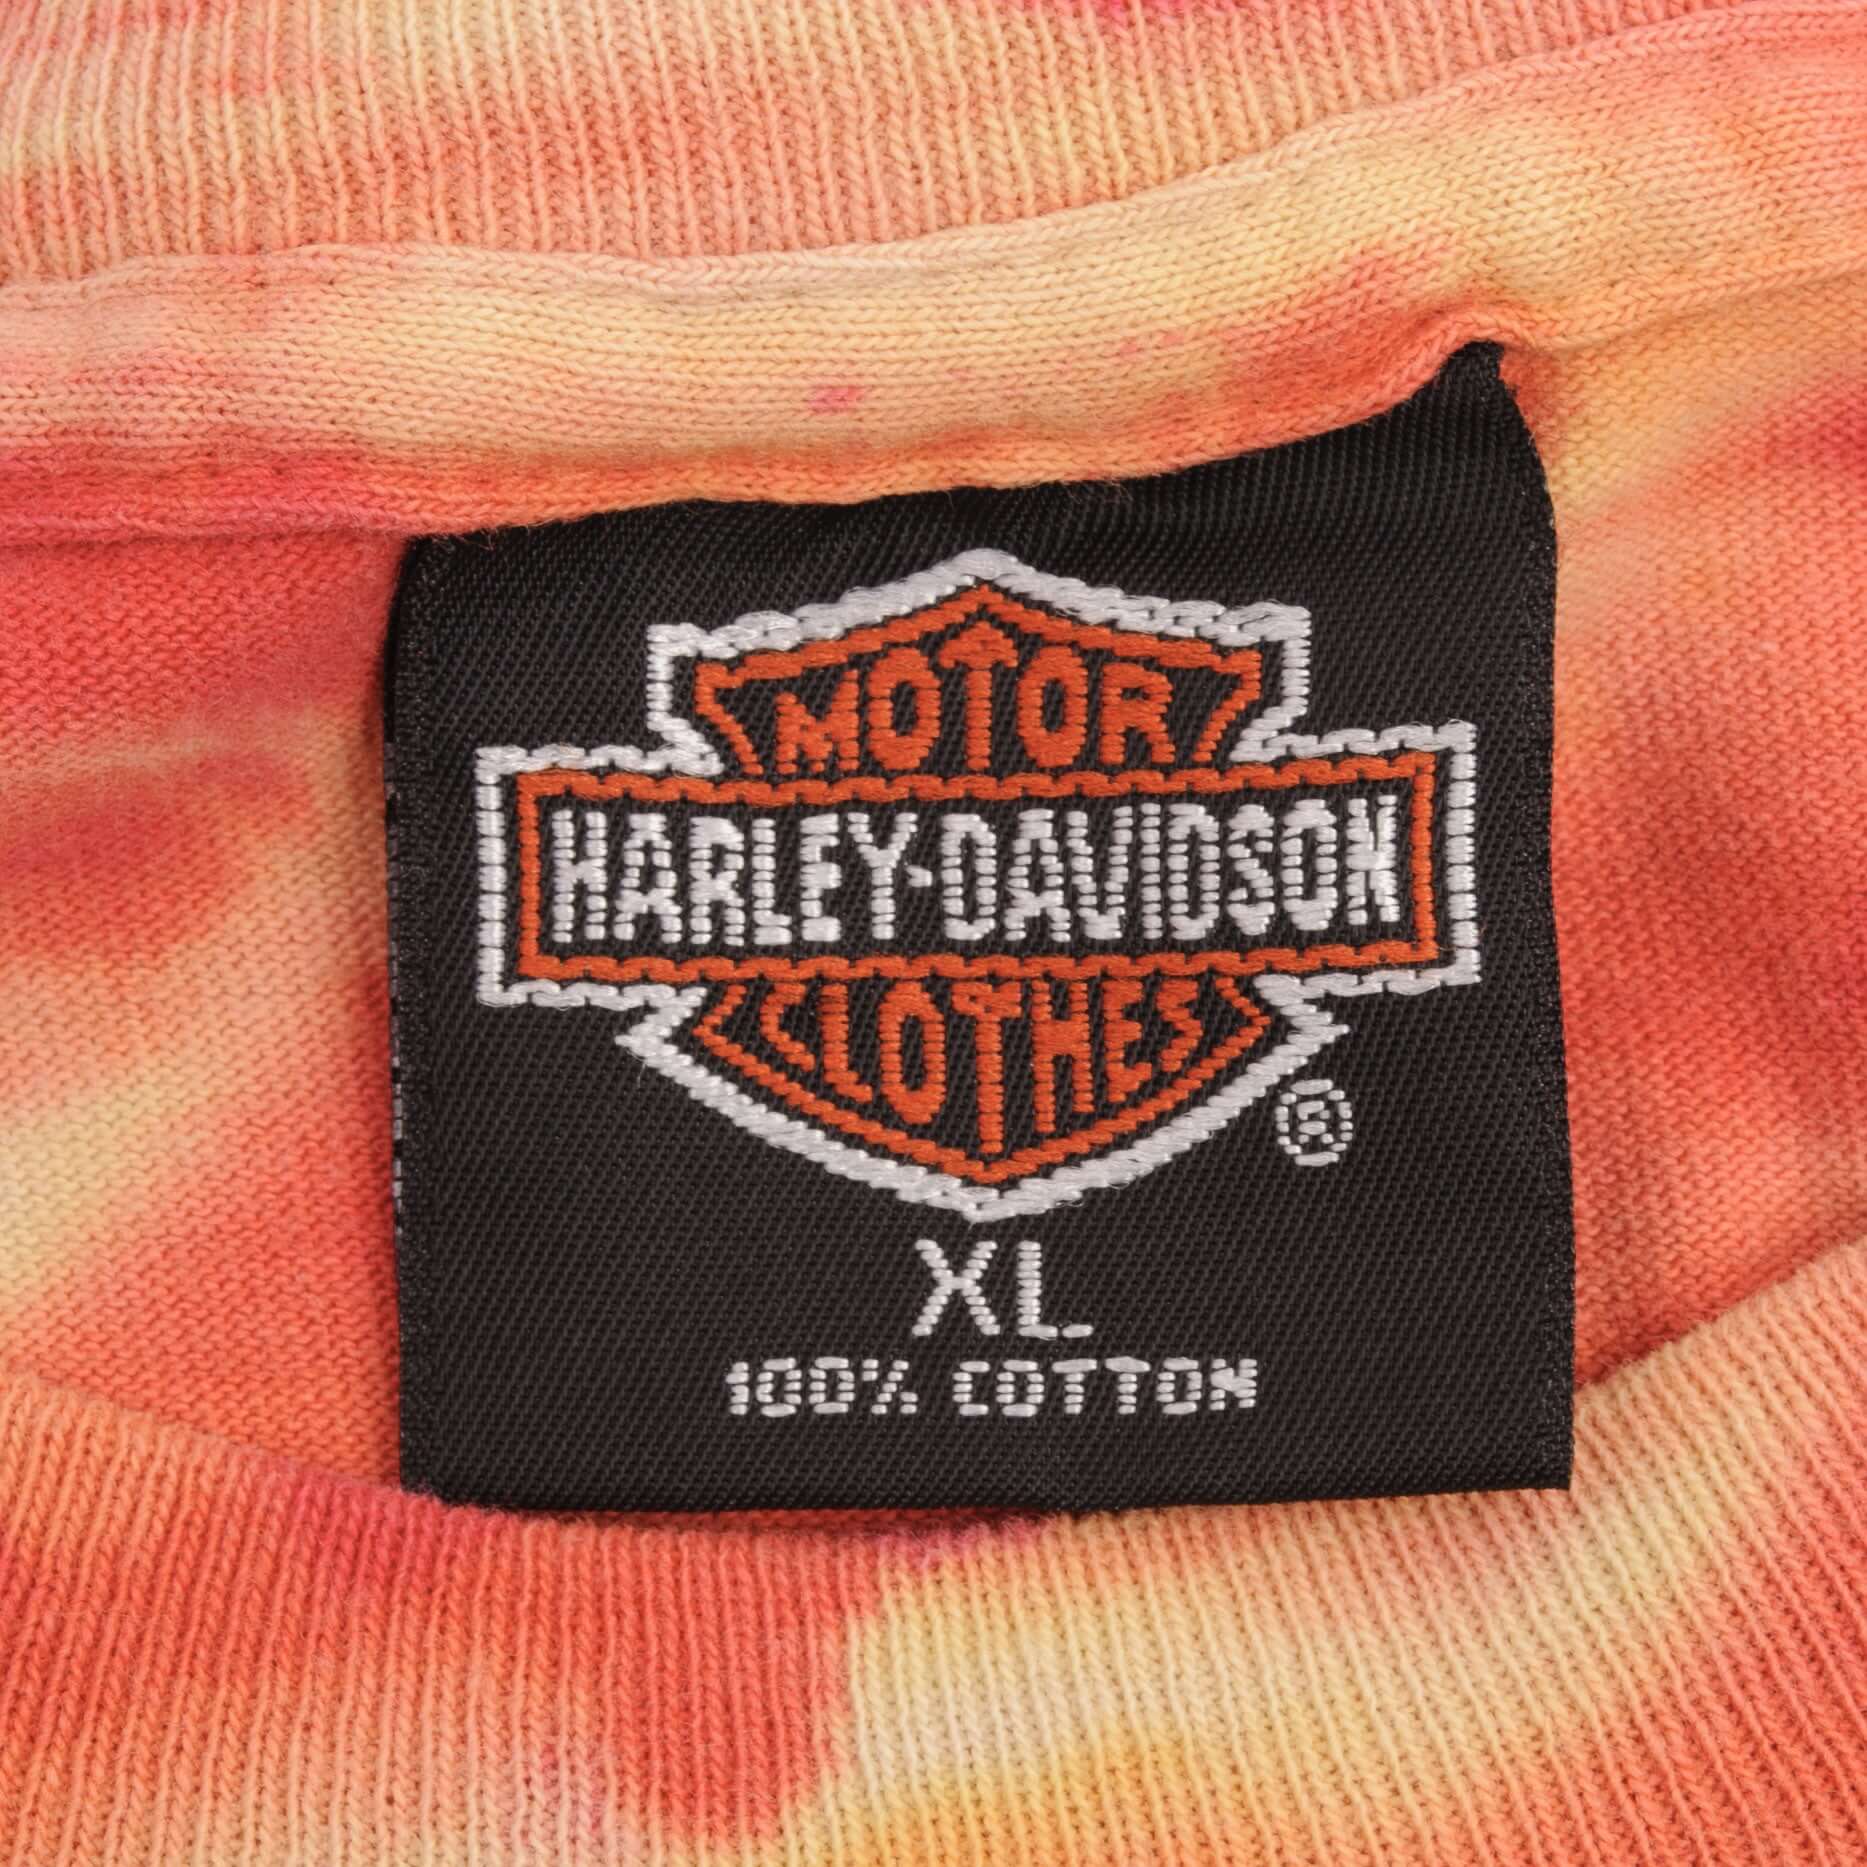 MOTOR
HARLEY-DAVIDSON
CLOTHES
®
XL
100% COTTON